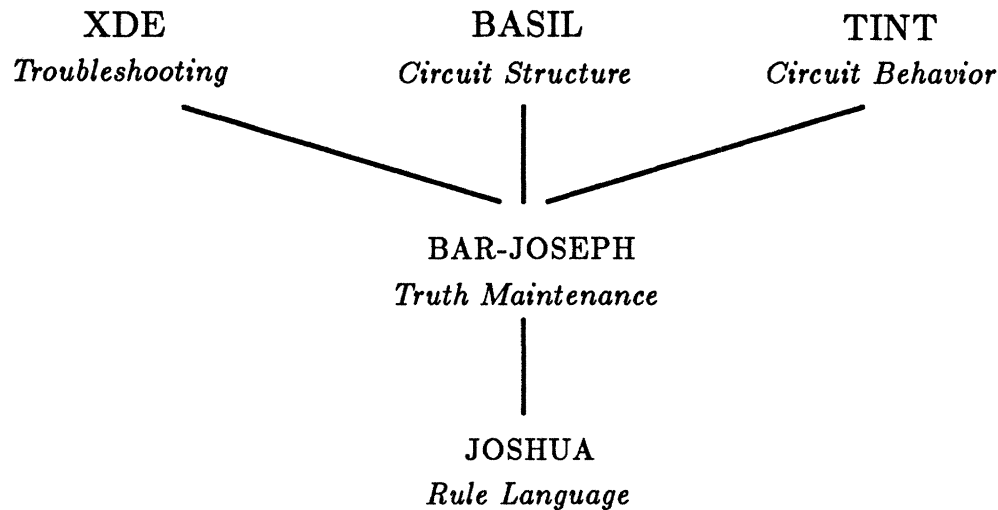 XDE BASIL TINT
Troubleshooting Circuit Structure Circuit Behavior
BAR-JOSEPH
Truth Maintenance
JOSHUA
Rule Language